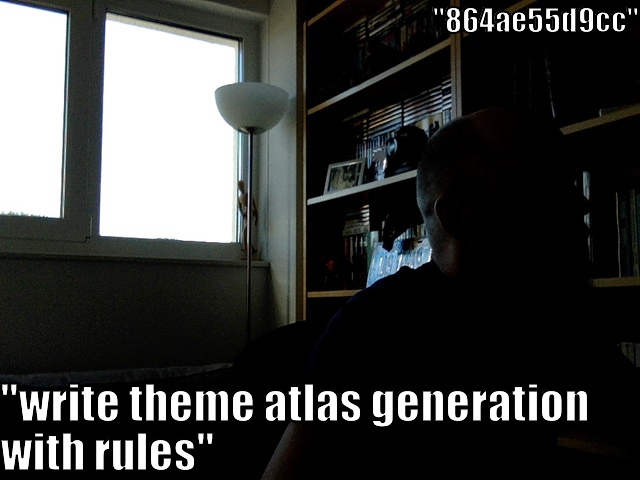 "864ae55d9cc"
"write theme atlas generation
with rules"